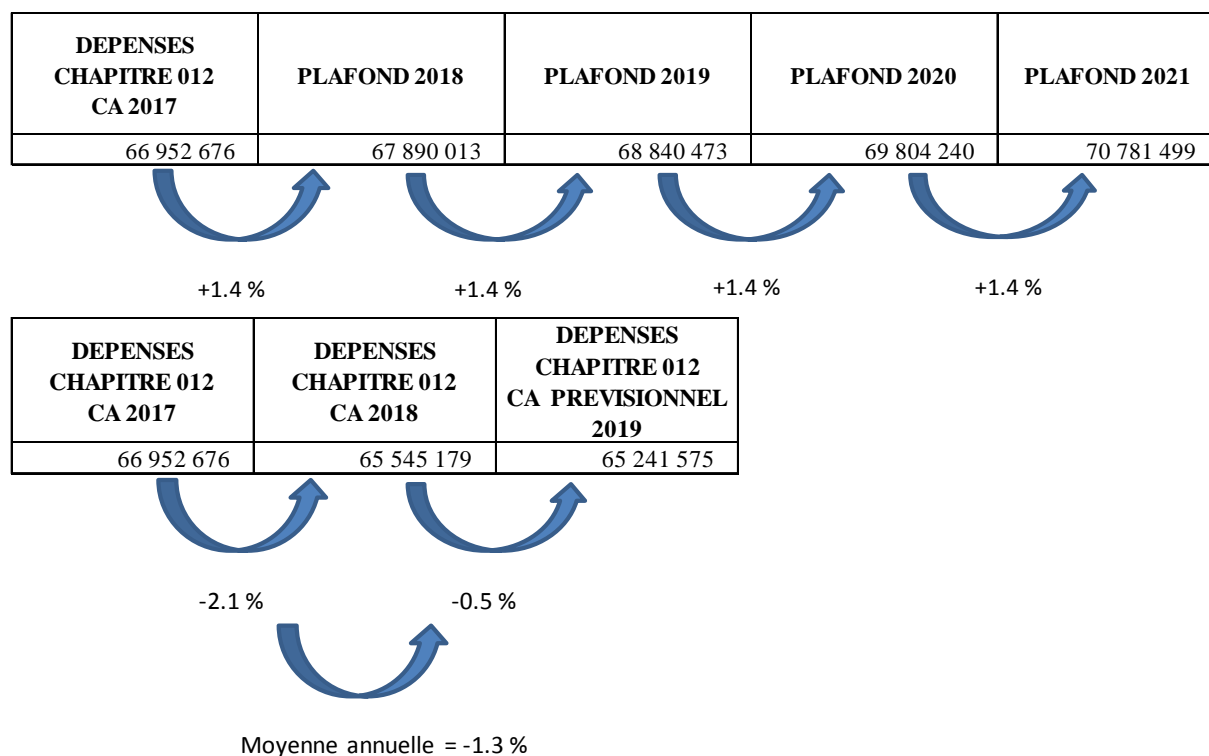 DEPENSES
CHAPITRE 012
CA 2017
PLAFOND 2018
PLAFOND 2019
PLAFOND 2020
PLAFOND 2021
66 952 676
67 890 013
68 840 473
69 804 240
70 781 499
+1.4 %
+1.4 %
+1.4 %
+1.4 %
DEPENSES
CHAPITRE 012
CA 2017
DEPENSES
CHAPITRE 012
CA 2018
DEPENSES
CHAPITRE 012
CA PREVISIONNEL
2019
66 952 676
65 545 179
65 241 575
-2.1 %
-0.5 %
Moyenne annuelle = -1.3 %